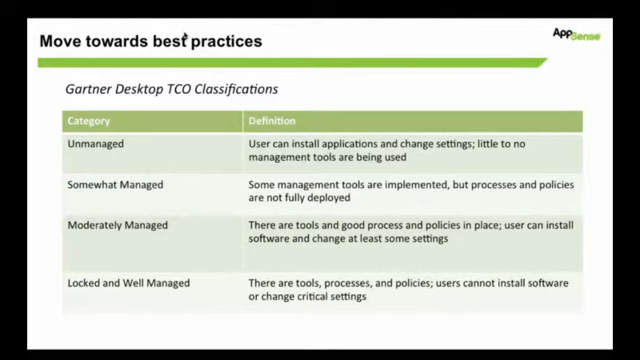 Move towards best practices
AppSense
Gartner Desktop TCO Classifications
Category
Definition
Unmanaged
User can install applications and change settings; little to no
management tools are being used
Somewhat Managed
Some management tools are implemented, but processes and policies
are not fully deployed
Moderately Managed
There are tools and good process and policies in place; user can install
software and change at least some settings
Locked and Well Managed
There are tools, processes, and policies; users cannot install software
or change critical settings